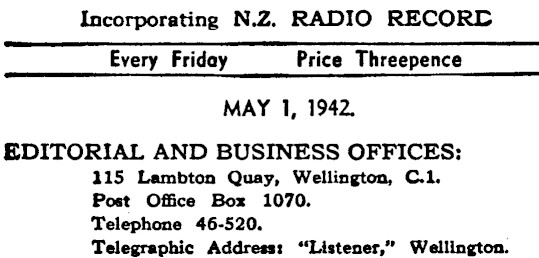 Incorporating N.Z. RADIO RECORD
Every Friday Price Threepence
MAY 1, 1942.
EDITORIAL AND BUSINESS OFFICES:
115 Lambton Quay, Wellington, C.1.
Post Office Box 1070.
Telephone 46-520.
Telegraphic Address: "Listener," Wellington.